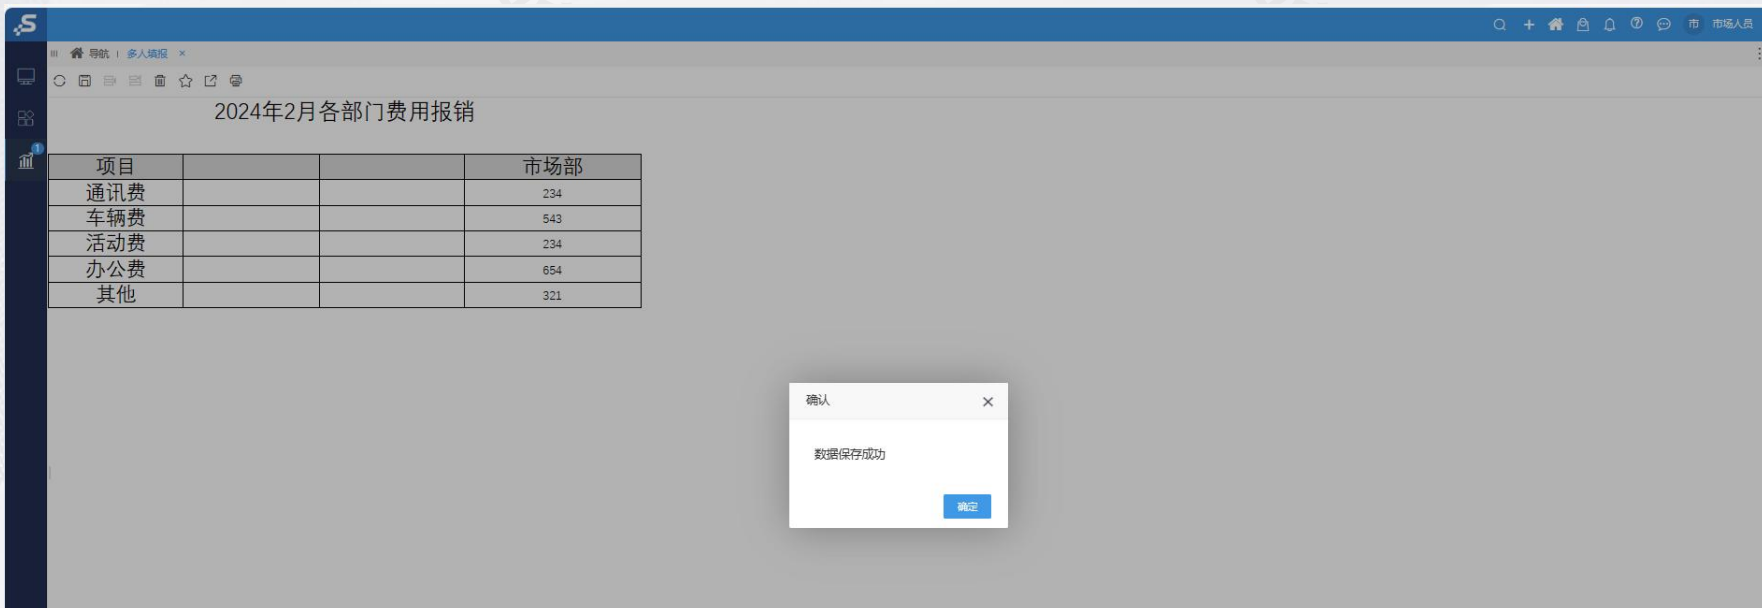 S
市 市场人员
导航 多人填报 ×
2024年2月各部门费用报销
1
项目 市场部
通讯费 234
车辆费 543
活动费 234
办公费 654
其他 321
确认 ×
数据保存成功
确定